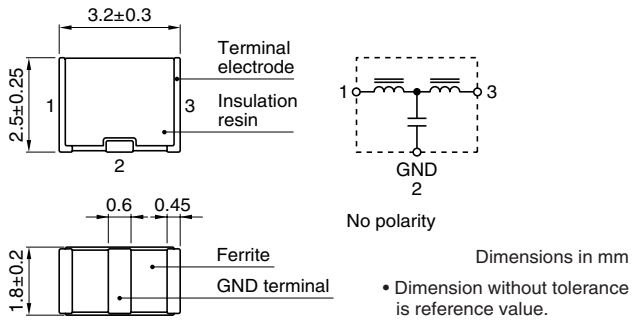 3.2±0.3
2.5±0.25
1
3
2
Terminal
electrode
Insulation
resin
1
3
GND
2
No polarity
0.6
0.45
1.8±0.2
Ferrite
GND terminal
Dimensions in mm
• Dimension without tolerance
is reference value.